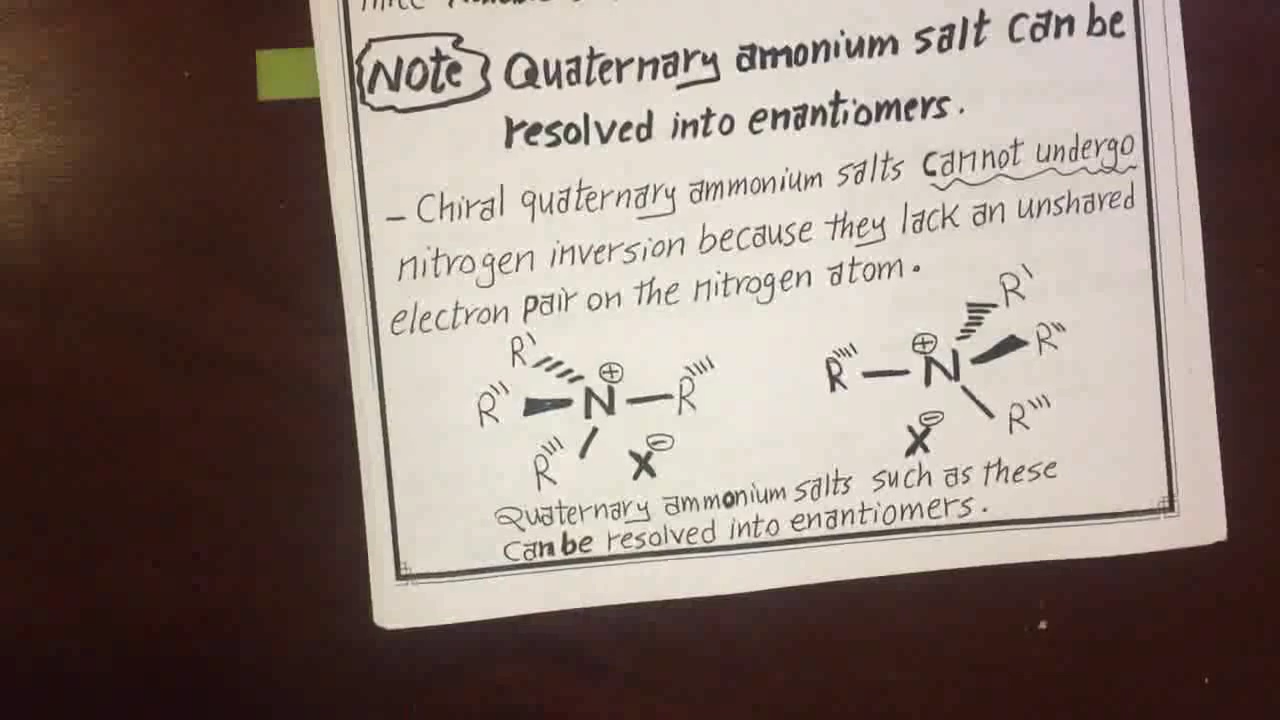 Note Quaternary amonium salt can be
resolved into enantiomers.
– Chiral quaternary ammonium salts cannot undergo
nitrogen inversion because they lack an unshared
electron pair on the nitrogen atom.
R' R'
R'' N⊕ R'''' R'''' N⊕ R''
R''' X⊖ X⊖ R'''
Quaternary ammonium salts such as these
can be resolved into enantiomers.